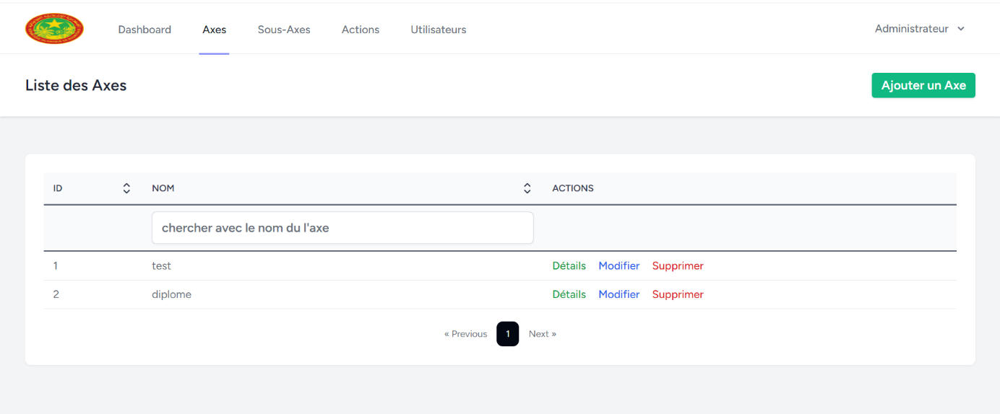 Dashboard Axes Sous-Axes Actions Utilisateurs Administrateur
Liste des Axes Ajouter un Axe
ID NOM ACTIONS
chercher avec le nom du l'axe
1 test Détails Modifier Supprimer
2 diplome Détails Modifier Supprimer
« Previous 1 Next »